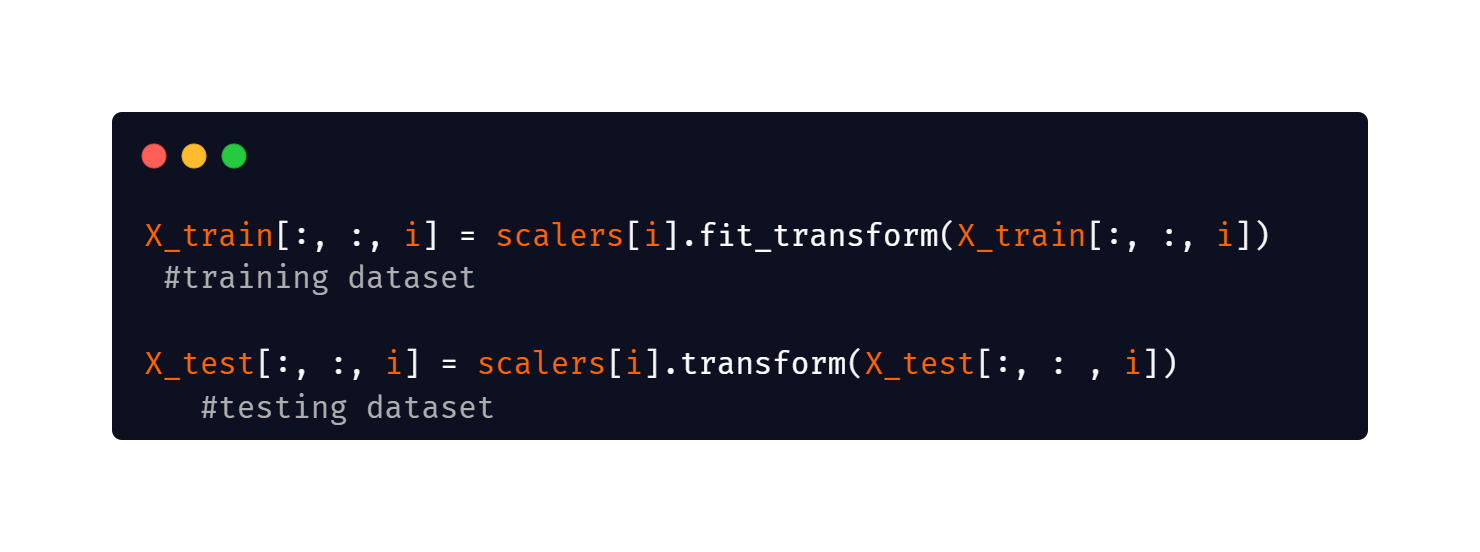 X_train[:, :, i] = scalers[i].fit_transform(X_train[:, :, i])
#training dataset
X_test[:, :, i] = scalers[i].transform(X_test[:, : , i])
#testing dataset